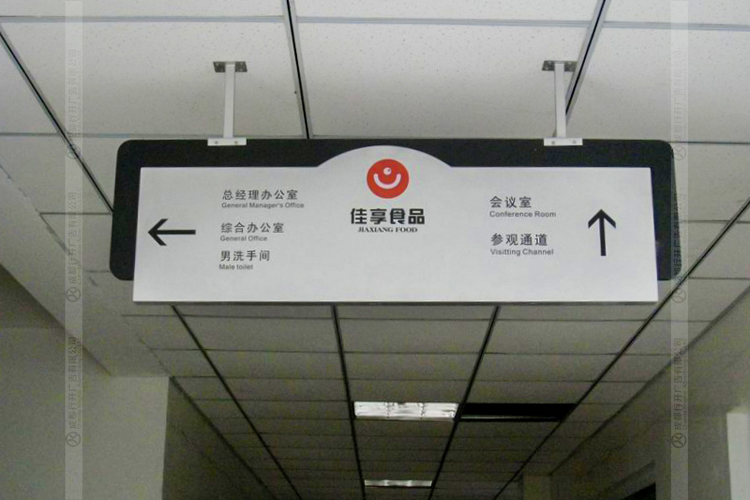 总经理办公室
General Manager's Office
综合办公室
General Office
男洗手间
Male toilet
佳享食品
JIAXIANG FOOD
会议室
Conference Room
参观通道
Visitting Channel